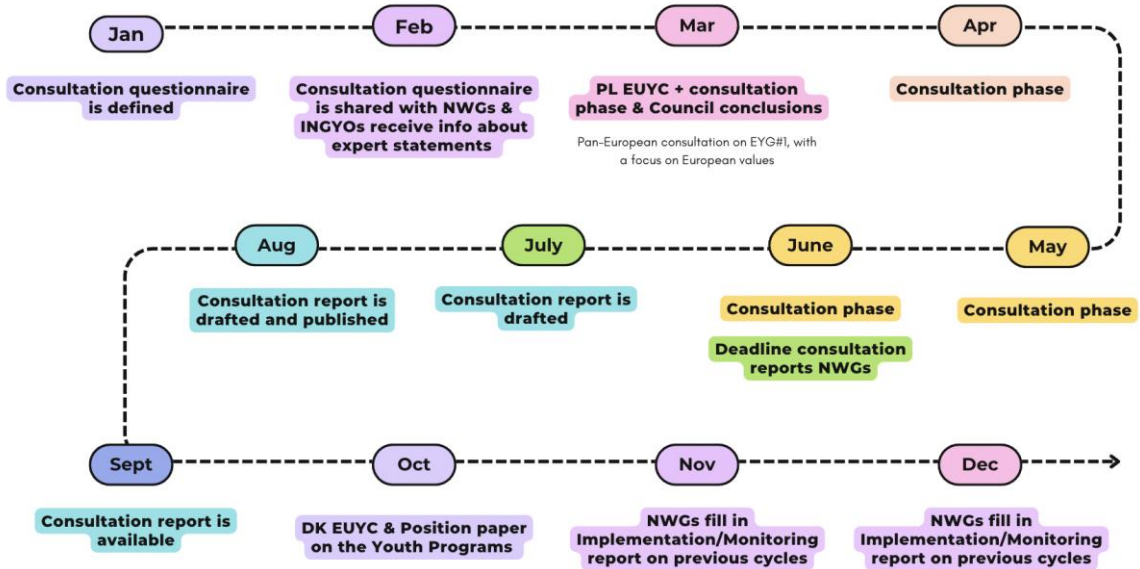 Jan
Feb
Mar
Apr
Consultation questionnaire
is defined
Consultation questionnaire
is shared with NWGs &
INGYOs receive info about
expert statements
PL EUYC + consultation
phase & Council conclusions
Pan-European consultation on EYG#1, with
a focus on European values
Consultation phase
May
Consultation phase
June
Consultation phase
Deadline consultation
reports NWGs
July
Consultation report is
drafted
Aug
Consultation report is
drafted and published
Sept
Consultation report is
available
Oct
DK EUYC & Position paper
on the Youth Programs
Nov
NWGs fill in
Implementation/Monitoring
report on previous cycles
Dec
NWGs fill in
Implementation/Monitoring
report on previous cycles